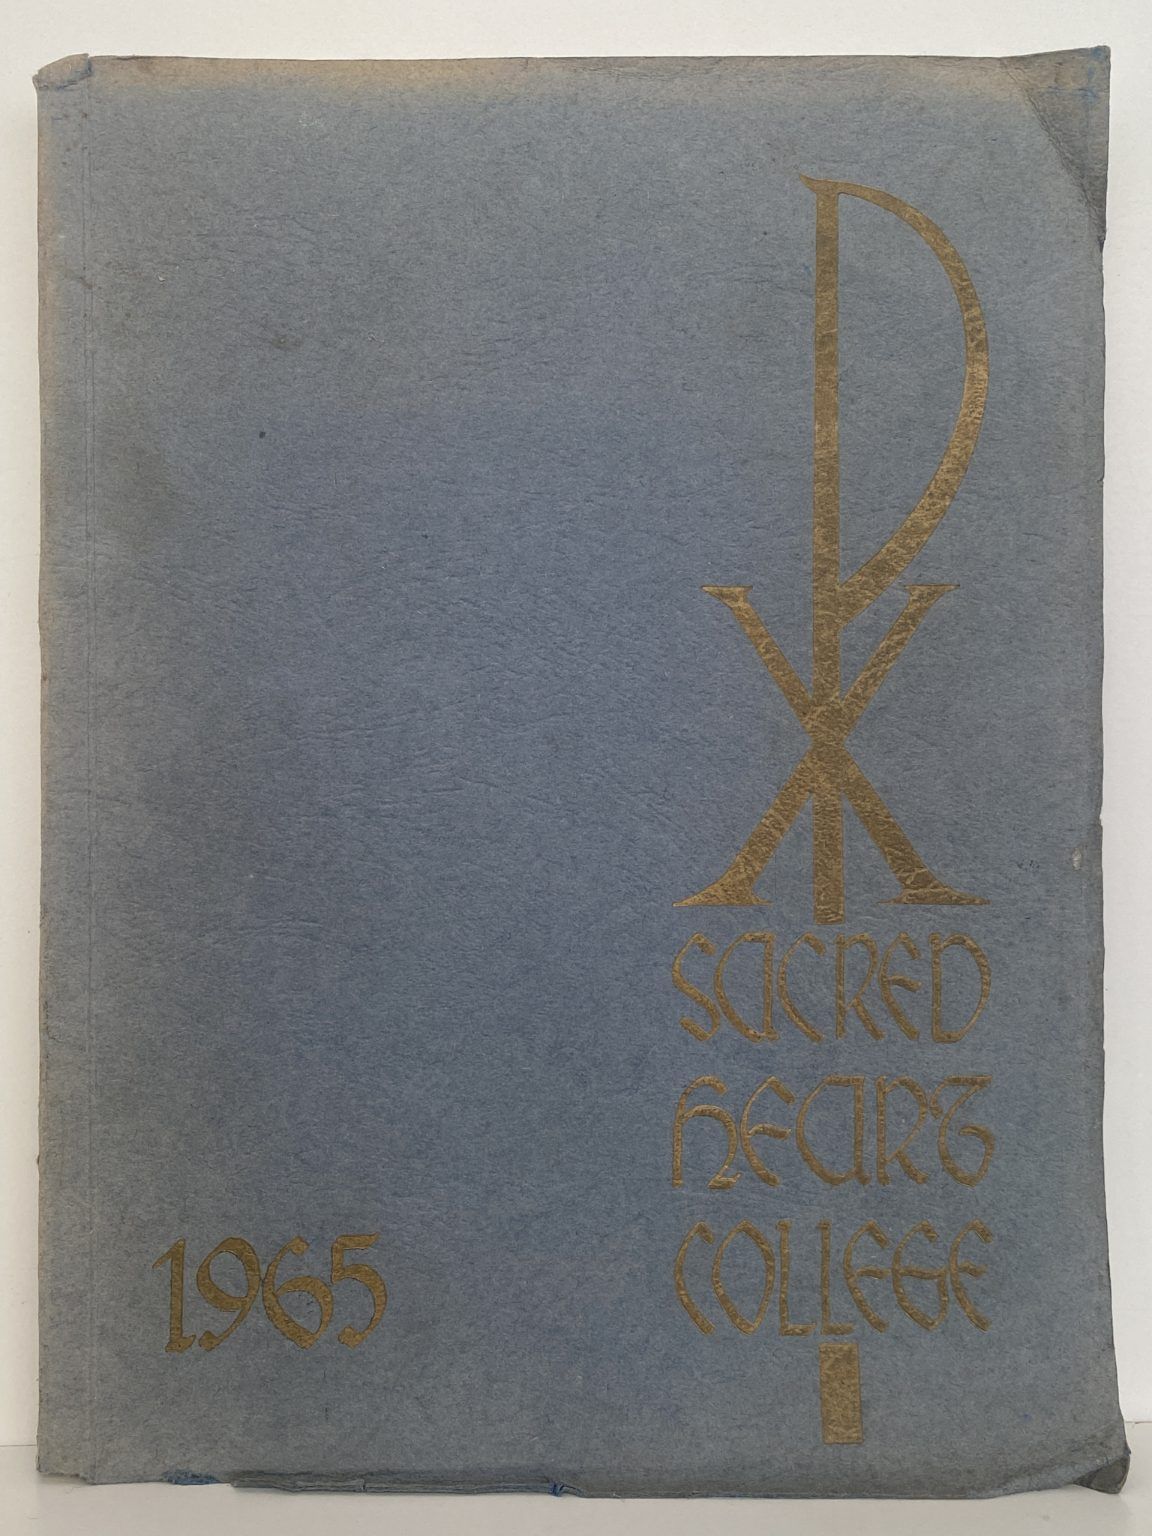 SACRED
HEART
COLLEGE
1965